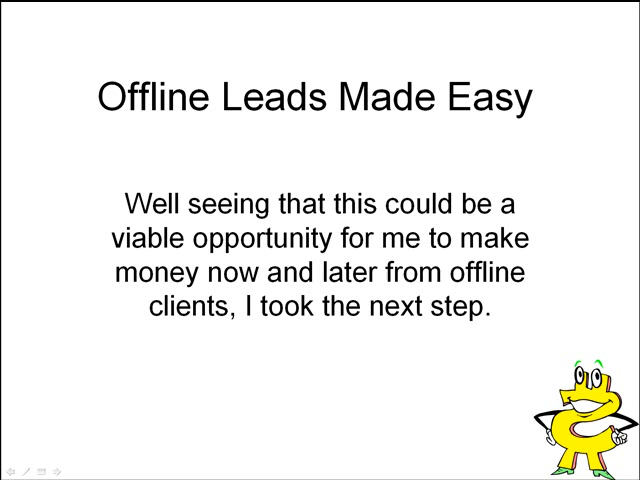 Offline Leads Made Easy
Well seeing that this could be a
viable opportunity for me to make
money now and later from offline
clients, I took the next step.